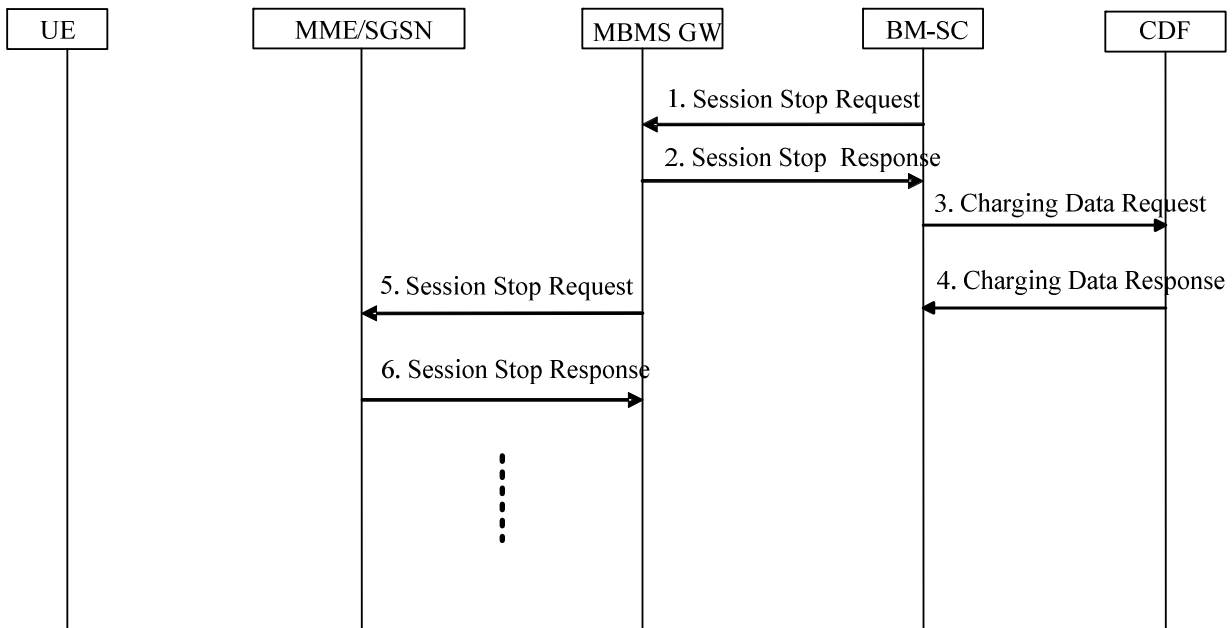 UE
MME/SGSN
MBMS GW
BM-SC
CDF
1. Session Stop Request
2. Session Stop Response
3. Charging Data Request
4. Charging Data Response
5. Session Stop Request
6. Session Stop Response